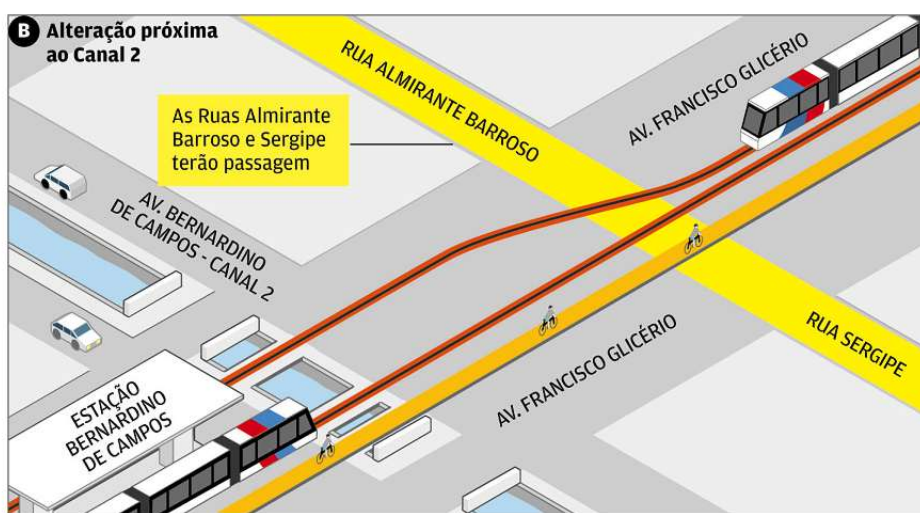 B Alteração próxima
ao Canal 2
As Ruas Almirante
Barroso e Sergipe
terão passagem
RUA ALMIRANTE BARROSO
AV. FRANCISCO GLICÉRIO
AV. BERNARDINO
DE CAMPOS - CANAL 2
AV. FRANCISCO GLICÉRIO
RUA SERGIPE
ESTAÇÃO
BERNARDINO
DE CAMPOS